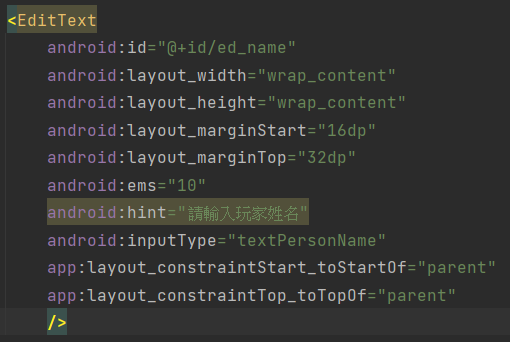 <EditText
android:id="@+id/ed_name"
android:layout_width="wrap_content"
android:layout_height="wrap_content"
android:layout_marginStart="16dp"
android:layout_marginTop="32dp"
android:ems="10"
android:hint="請輸入玩家姓名"
android:inputType="textPersonName"
app:layout_constraintStart_toStartOf="parent"
app:layout_constraintTop_toTopOf="parent"
/>